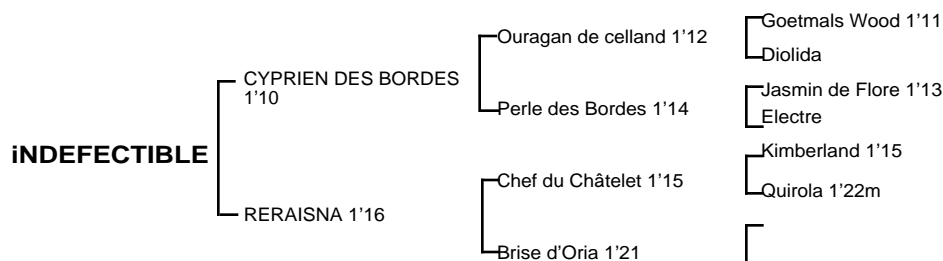 Goetmals Wood 1’11
Ouragan de celland 1’12
Diolida
CYPRIEN DES BORDES
1’10
Jasmin de Flore 1’13
Perle des Bordes 1’14
Electre
iNDEFECTIBLE
Kimberland 1’15
Chef du Châtelet 1’15
Quirola 1’22m
RERAISNA 1’16
Brise d’Oria 1’21